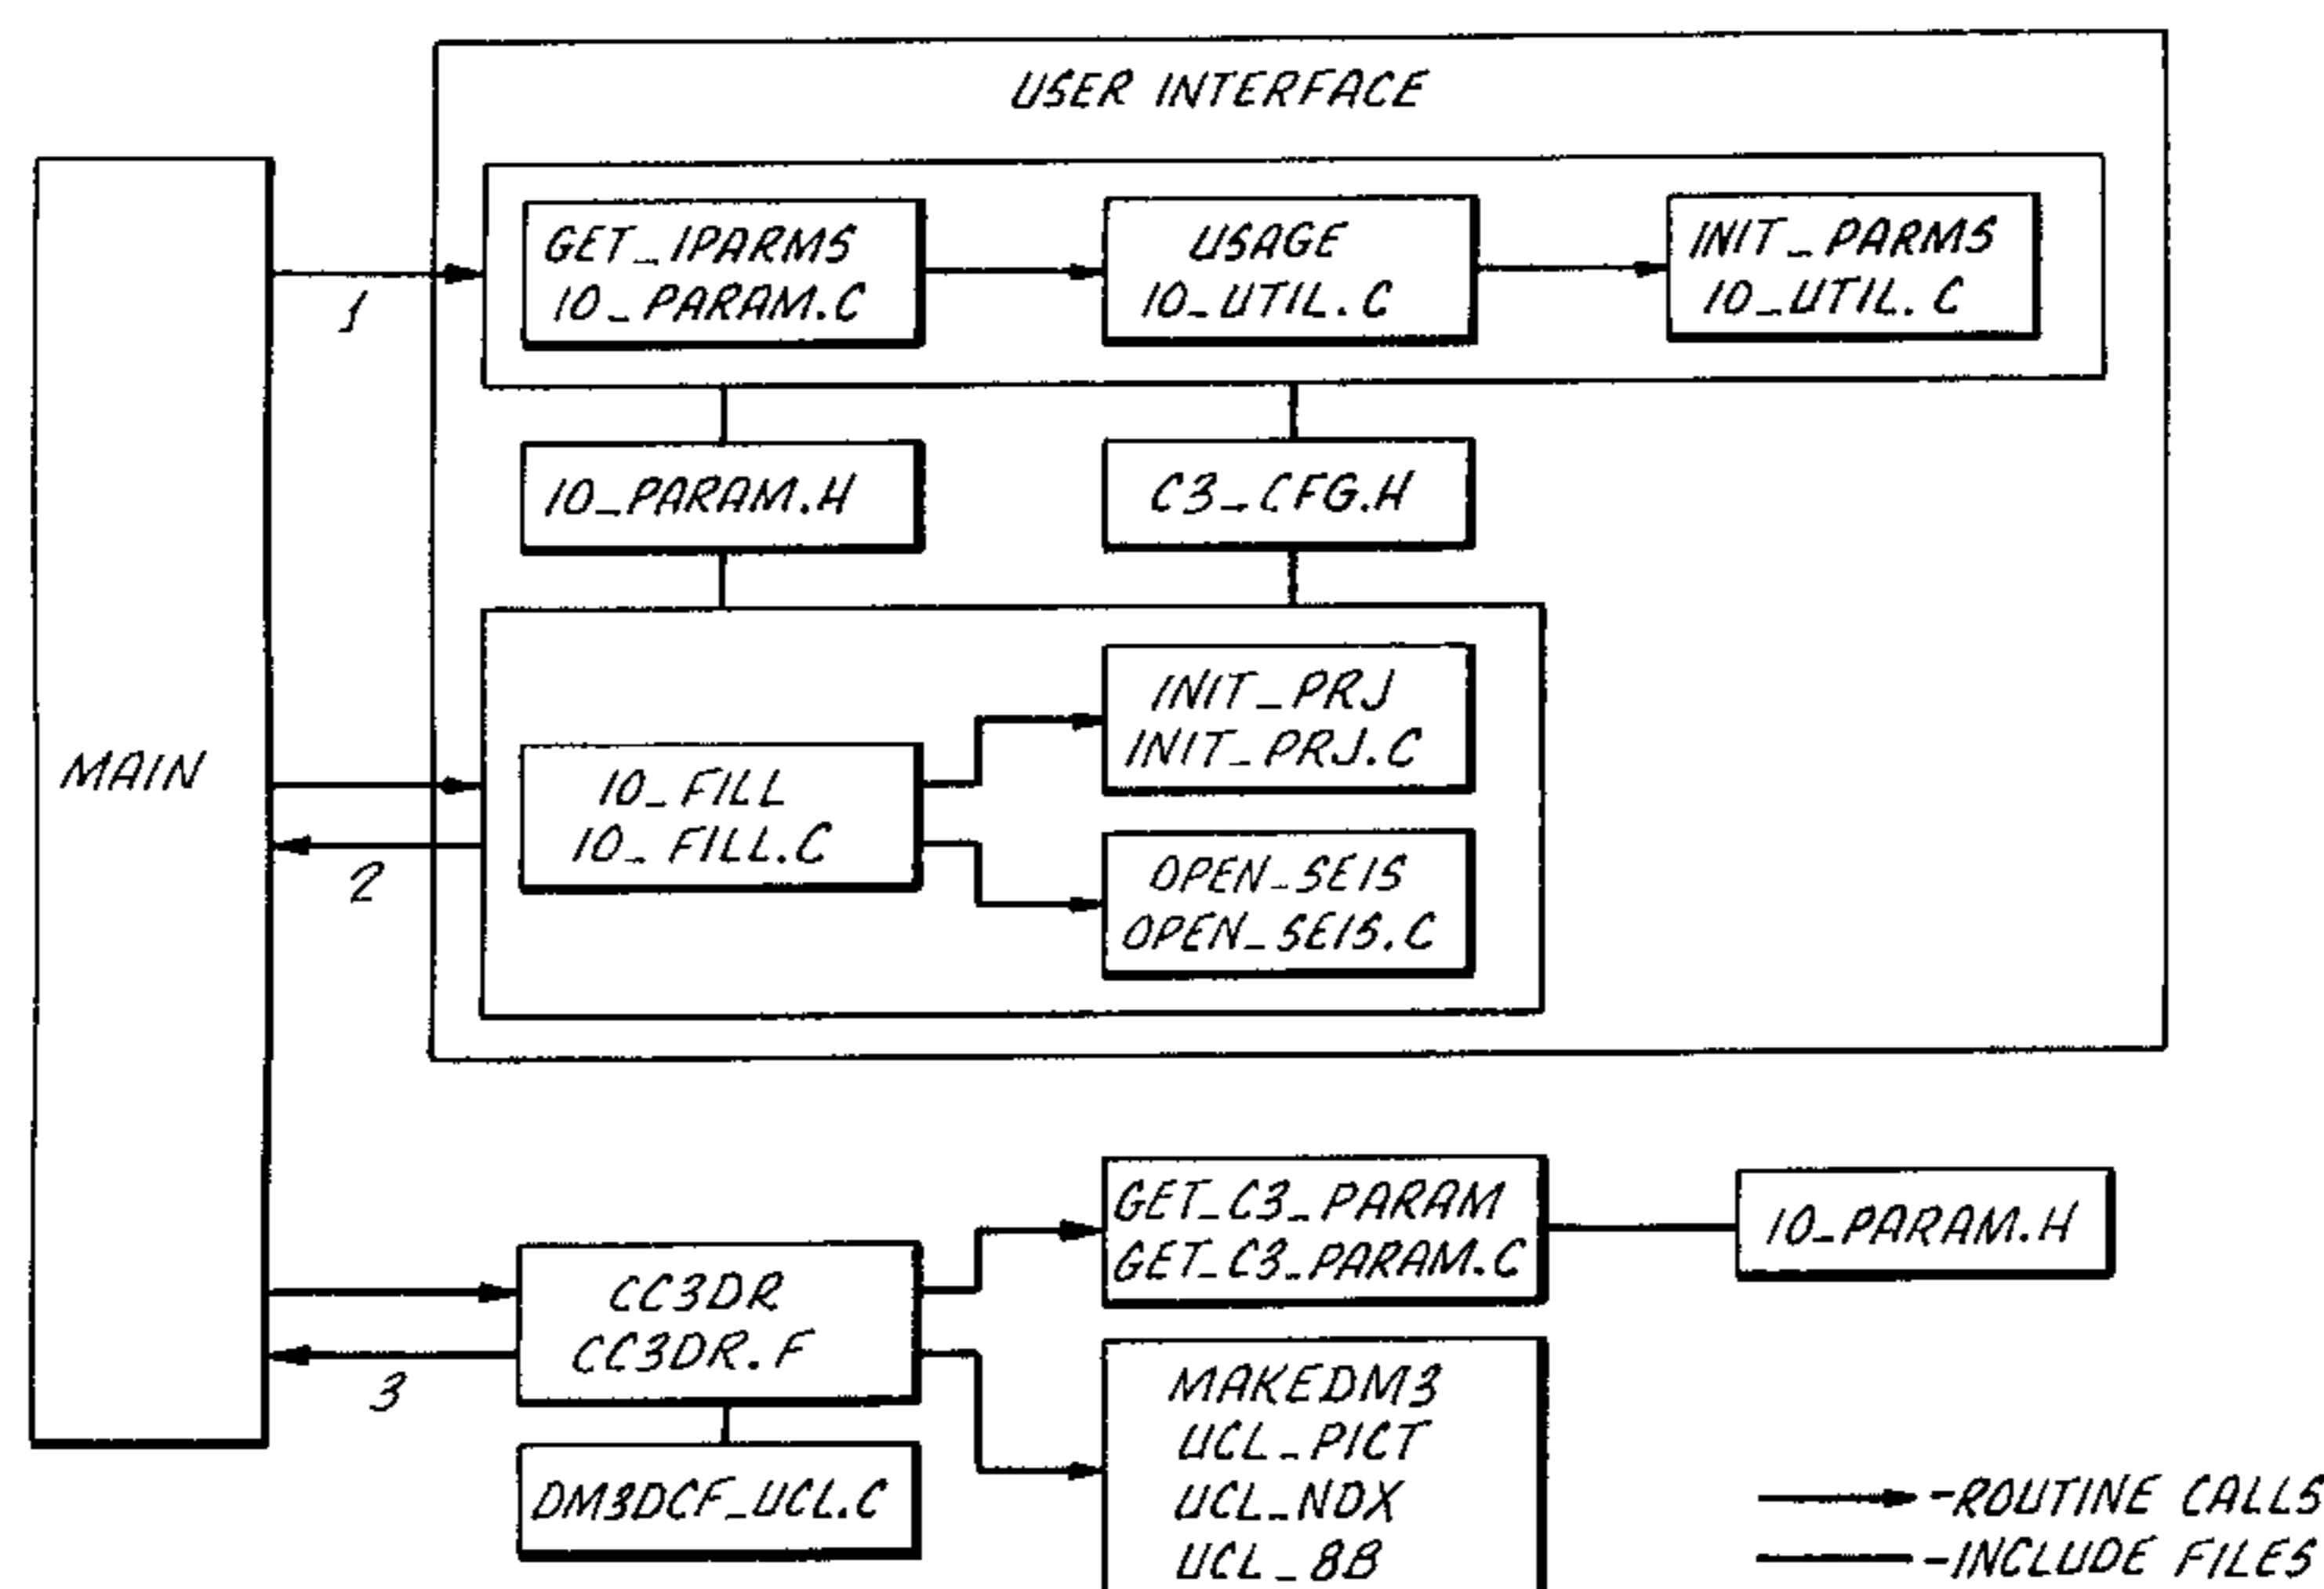 USER INTERFACE
GET_IPARMS
IO_PARAM.C
USAGE
IO_UTIL.C
INIT_PARMS
IO_UTIL.C
1
IO_PARAM.H
C3_CFG.H
MAIN
IO_FILL
IO_FILL.C
INIT_PRJ
INIT_PRJ.C
2
OPEN_SEIS
OPEN_SEIS.C
CC3DR
CC3DR.F
3
GET_C3_PARAM
GET_C3_PARAM.C
IO_PARAM.H
DM3DCF_UCL.C
MAKEDM3
UCL_PICT
UCL_NDX
UCL_8B
-ROUTINE CALLS
-INCLUDE FILES